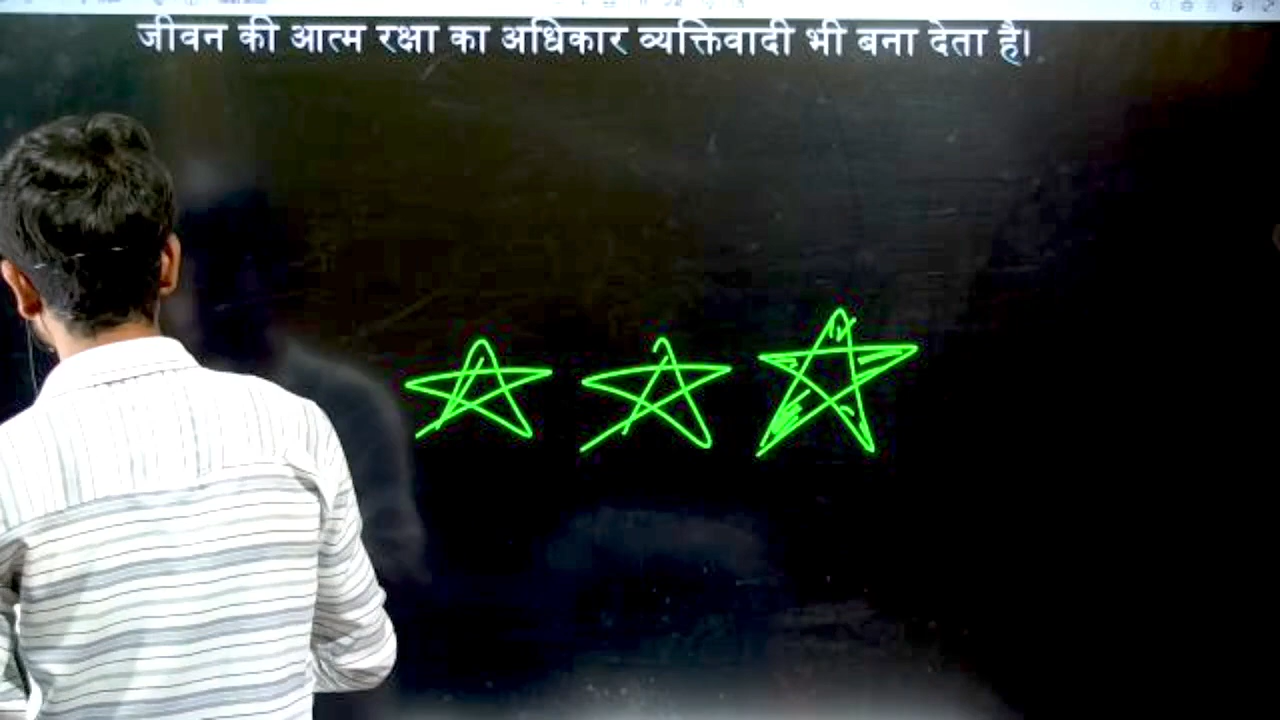 जीवन की आत्म रक्षा का अधिकार व्यक्तिवादी भी बना देता है।